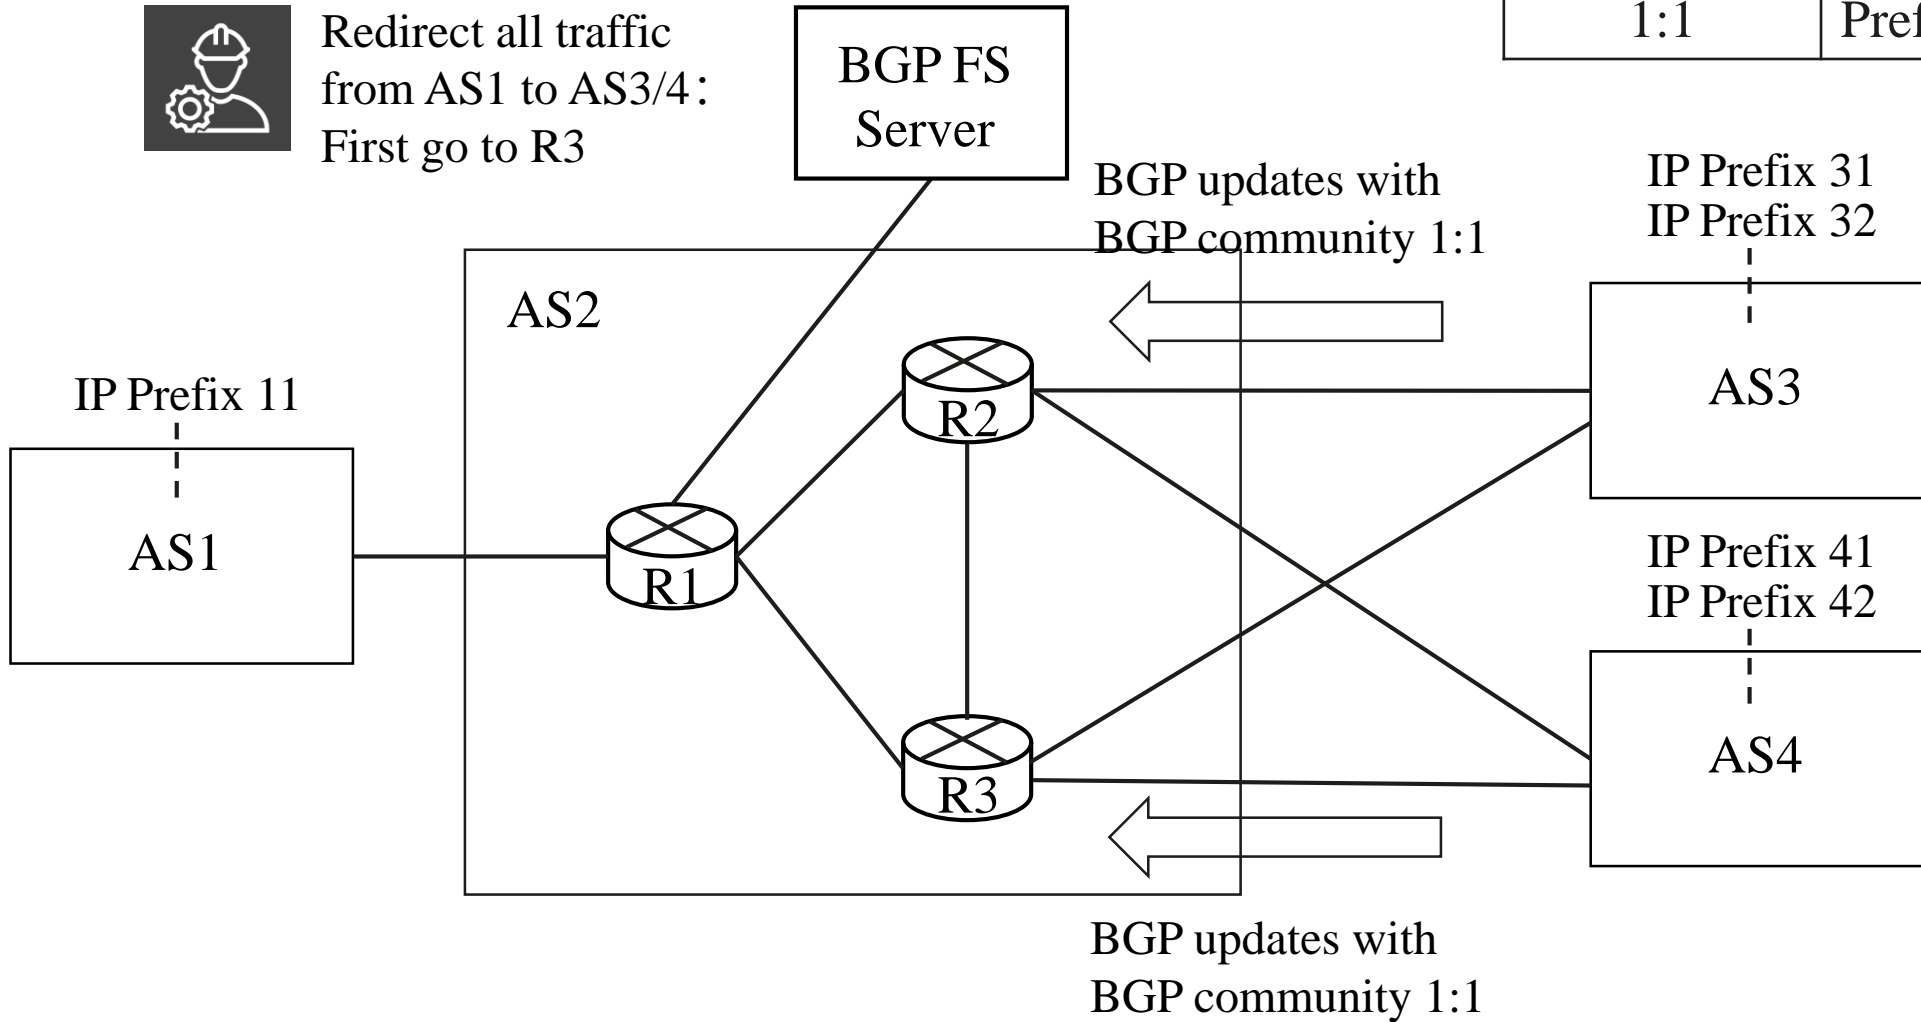 Redirect all traffic
from AS1 to AS3/4:
First go to R3
BGP FS
Server
1:1
BGP updates with
BGP community 1:1
IP Prefix 31
IP Prefix 32
AS2
IP Prefix 11
R2
AS3
AS1
R1
IP Prefix 41
IP Prefix 42
R3
AS4
BGP updates with
BGP community 1:1